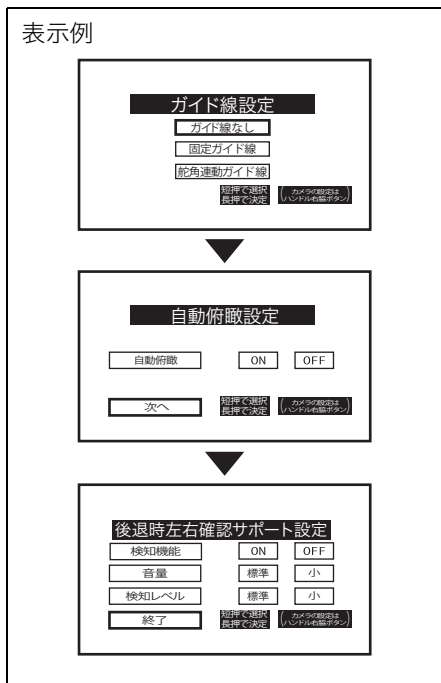 表示例
ガイド線設定
ガイド線なし
固定ガイド線
舵角連動ガイド線
短押で選択
長押で決定
(カメラの設定は
ハンドル右脇ボタン)
自動俯瞰設定
自動俯瞰 ON OFF
次へ
短押で選択
長押で決定
(カメラの設定は
ハンドル右脇ボタン)
後退時左右確認サポート設定
検知機能 ON OFF
音量 標準 小
検知レベル 標準 小
終了
短押で選択
長押で決定
(カメラの設定は
ハンドル右脇ボタン)